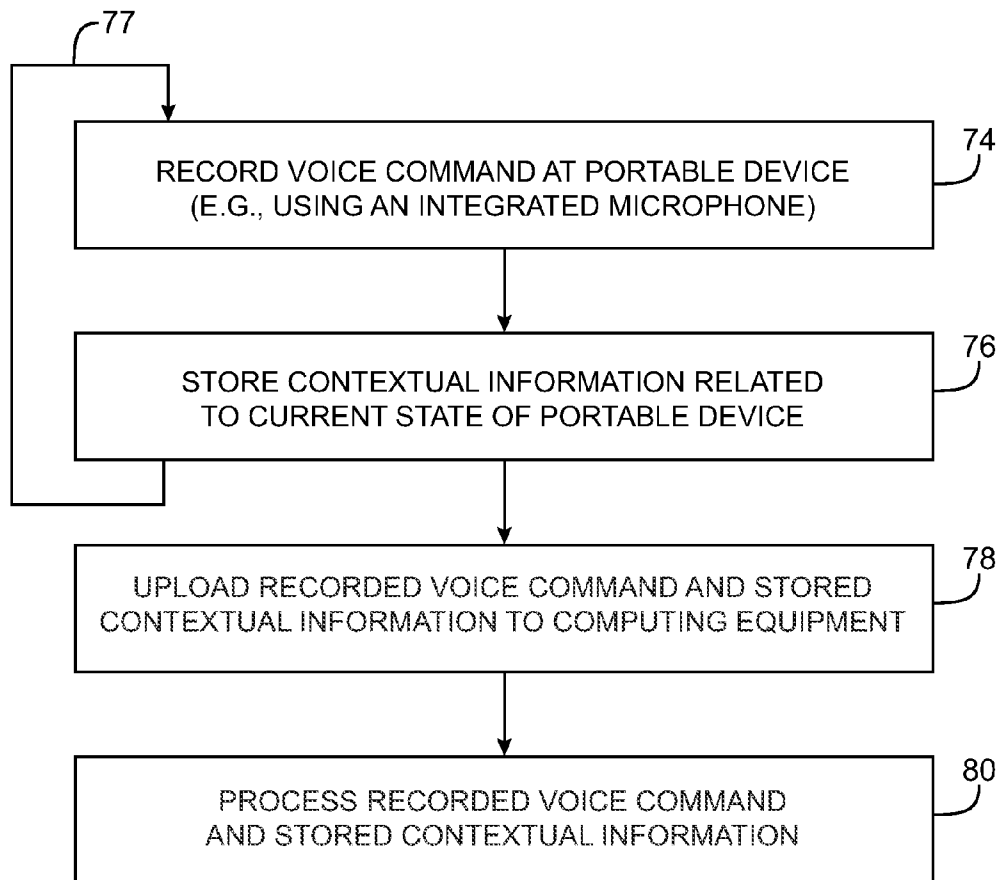 77
RECORD VOICE COMMAND AT PORTABLE DEVICE
(E.G., USING AN INTEGRATED MICROPHONE)
74
STORE CONTEXTUAL INFORMATION RELATED
TO CURRENT STATE OF PORTABLE DEVICE
76
UPLOAD RECORDED VOICE COMMAND AND STORED
CONTEXTUAL INFORMATION TO COMPUTING EQUIPMENT
78
PROCESS RECORDED VOICE COMMAND
AND STORED CONTEXTUAL INFORMATION
80